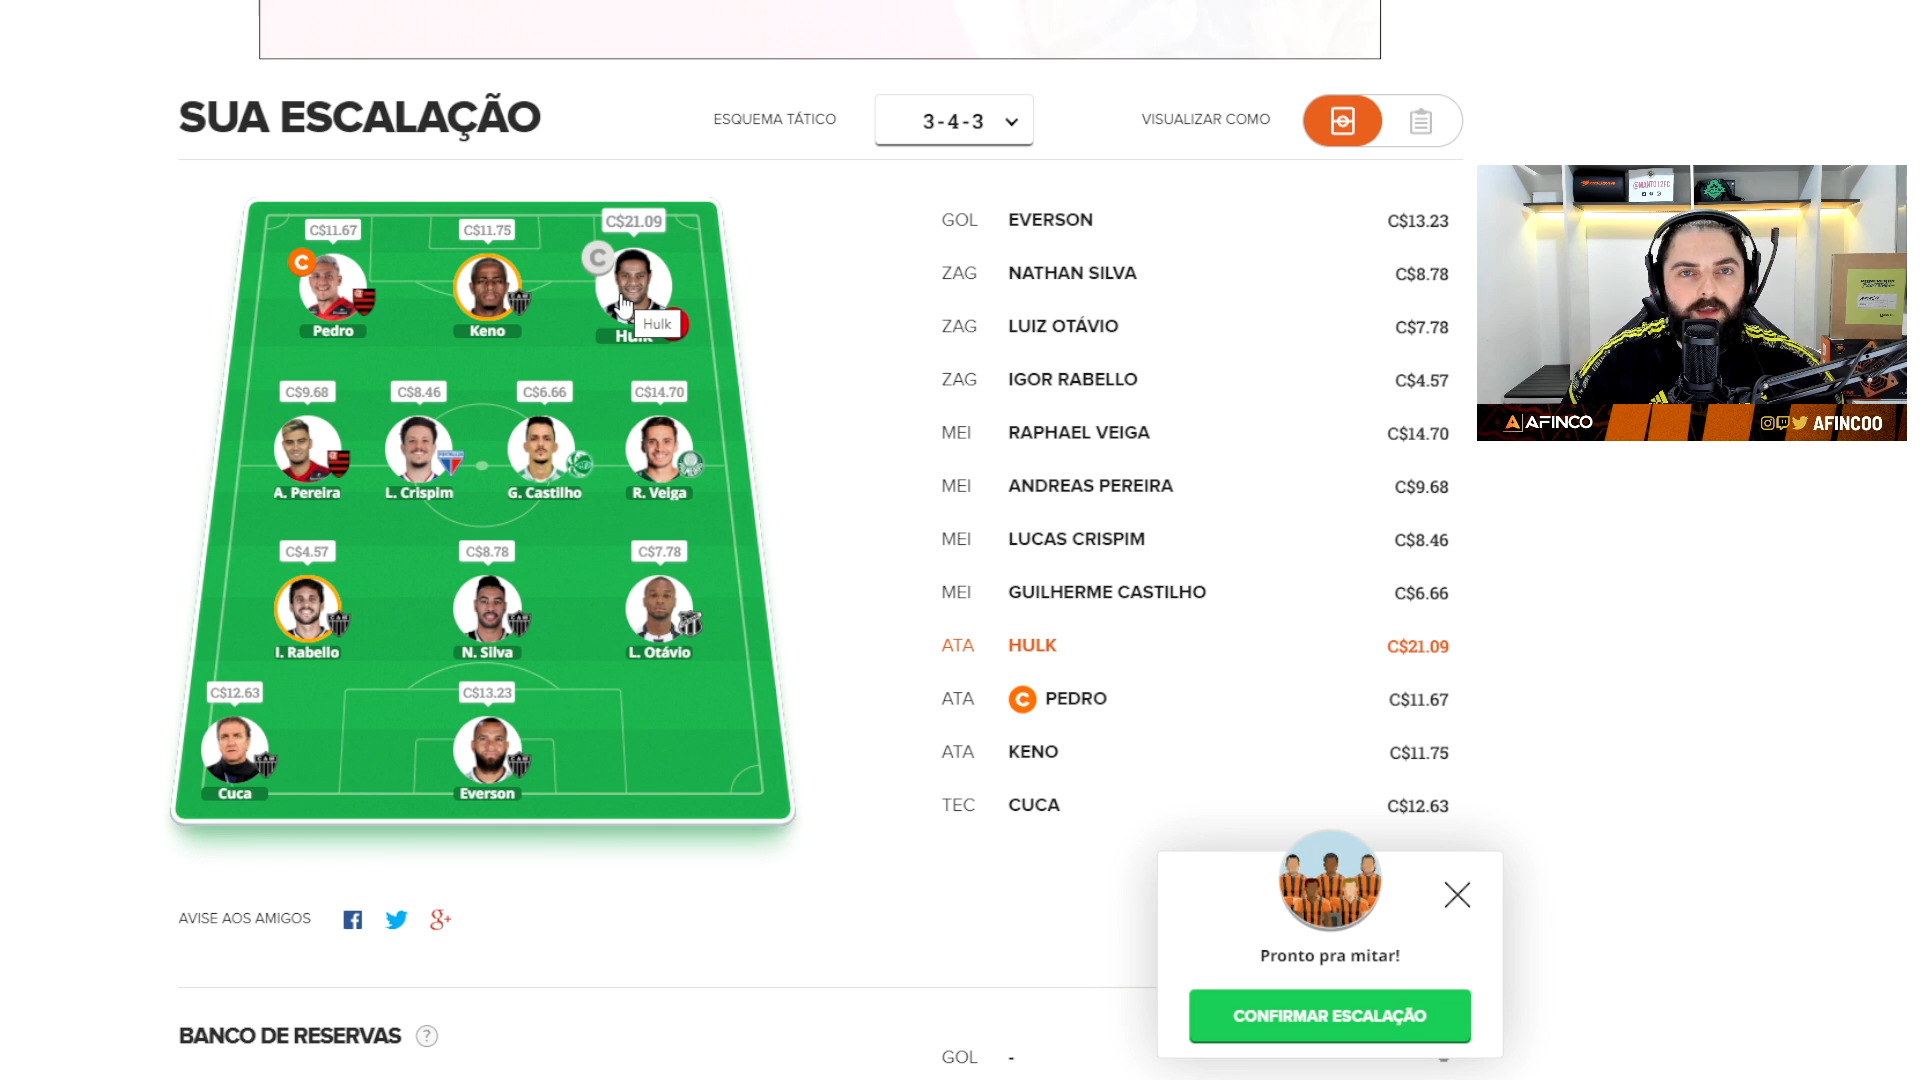 SUA ESCALAÇÃO
ESQUEMA TÁTICO
3-4-3
VISUALIZAR COMO
C$11.67
C
Pedro
C$11.75
Keno
C$21.09
C
Hulk
Hulk
C$9.68
A. Pereira
C$8.46
L. Crispim
C$6.66
G. Castilho
C$14.70
R. Veiga
C$4.57
I. Rabello
C$8.78
N. Silva
C$7.78
L. Otávio
C$12.63
Cuca
C$13.23
Everson
GOL EVERSON C$13.23
ZAG NATHAN SILVA C$8.78
ZAG LUIZ OTÁVIO C$7.78
ZAG IGOR RABELLO C$4.57
MEI RAPHAEL VEIGA C$14.70
MEI ANDREAS PEREIRA C$9.68
MEI LUCAS CRISPIM C$8.46
MEI GUILHERME CASTILHO C$6.66
ATA HULK C$21.09
ATA C PEDRO C$11.67
ATA KENO C$11.75
TEC CUCA C$12.63
@MANTO12FC
AFINCO
AFINCOO
AVISE AOS AMIGOS
g+
Pronto pra mitar!
CONFIRMAR ESCALAÇÃO
BANCO DE RESERVAS ?
GOL -